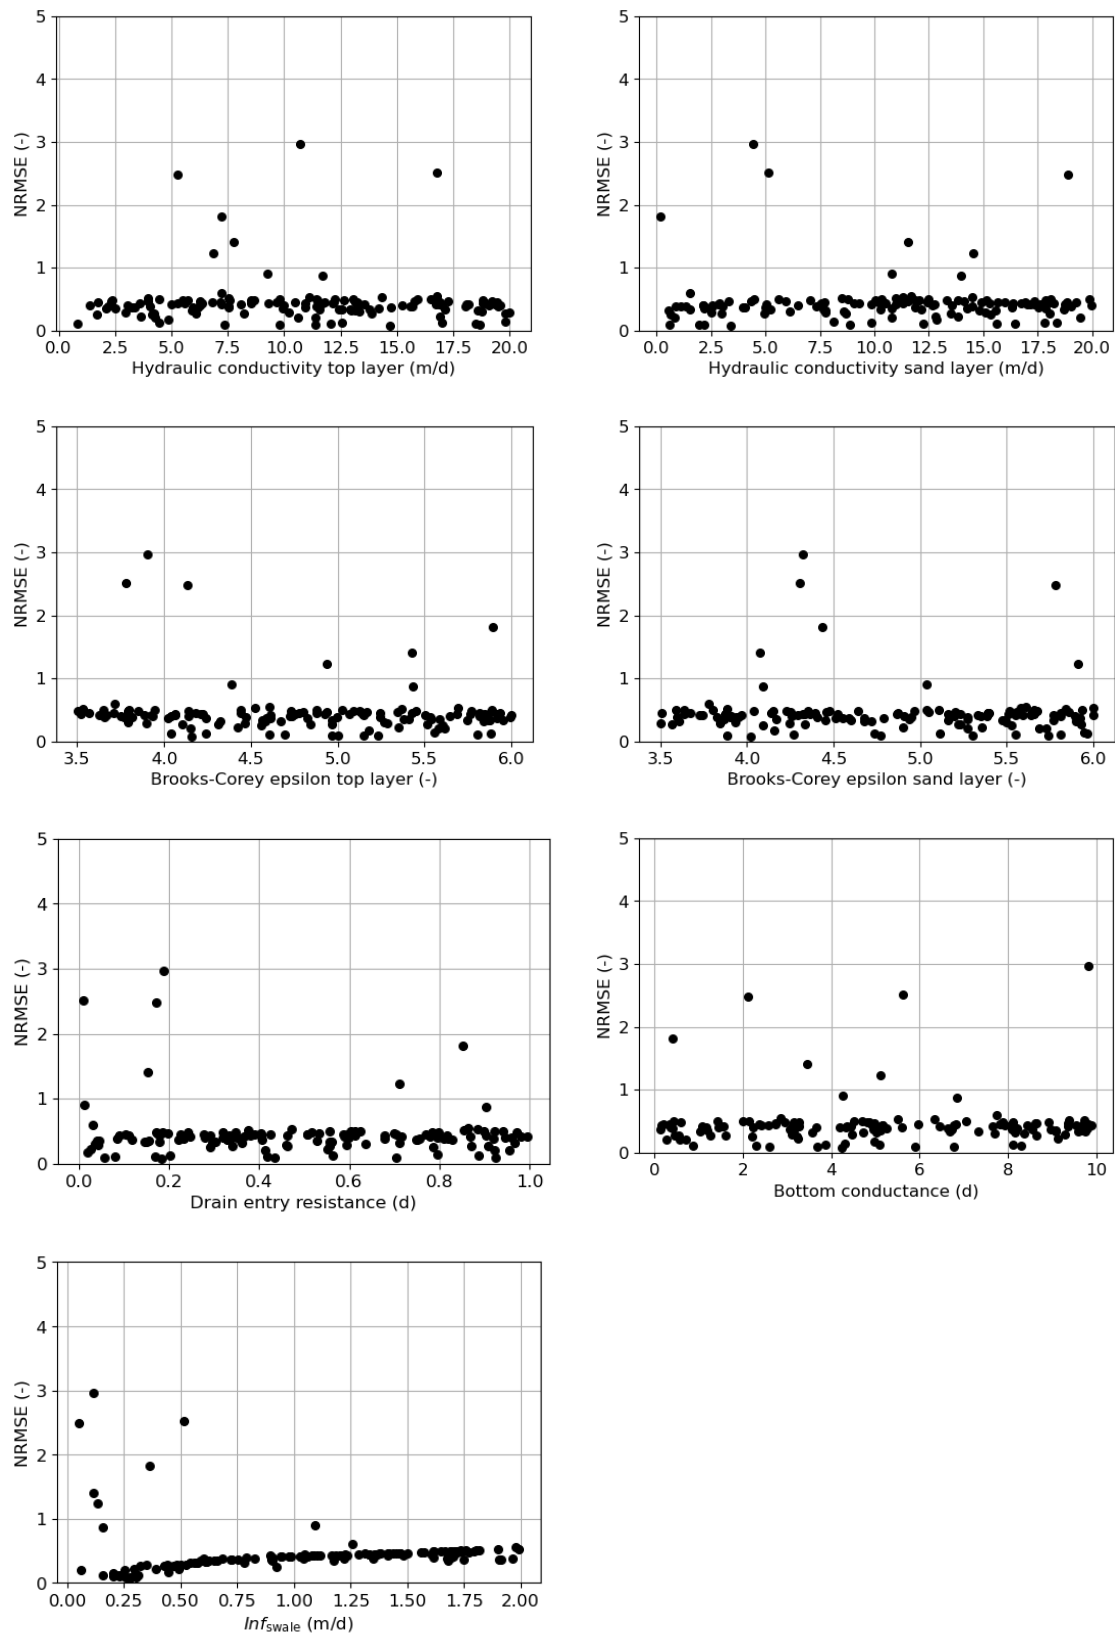 5
4
3
2
1
0
NRMSE (-)
0.0 2.5 5.0 7.5 10.0 12.5 15.0 17.5 20.0
Hydraulic conductivity top layer (m/d)
5
4
3
2
1
0
NRMSE (-)
0.0 2.5 5.0 7.5 10.0 12.5 15.0 17.5 20.0
Hydraulic conductivity sand layer (m/d)
5
4
3
2
1
0
NRMSE (-)
3.5 4.0 4.5 5.0 5.5 6.0
Brooks-Corey epsilon top layer (-)
5
4
3
2
1
0
NRMSE (-)
3.5 4.0 4.5 5.0 5.5 6.0
Brooks-Corey epsilon sand layer (-)
5
4
3
2
1
0
NRMSE (-)
0.0 0.2 0.4 0.6 0.8 1.0
Drain entry resistance (d)
5
4
3
2
1
0
NRMSE (-)
0 2 4 6 8 10
Bottom conductance (d)
5
4
3
2
1
0
NRMSE (-)
0.00 0.25 0.50 0.75 1.00 1.25 1.50 1.75 2.00
Inf_swale (m/d)